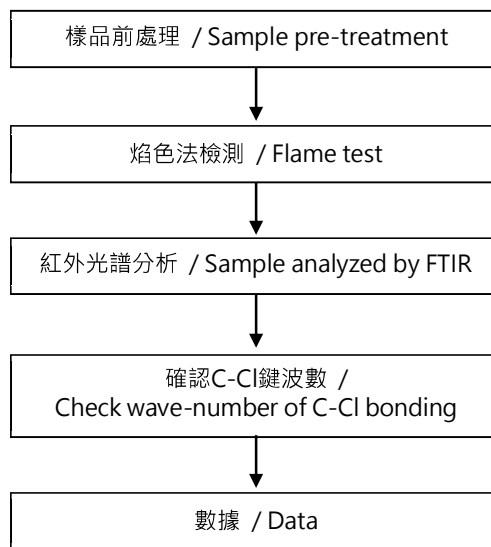 樣品前處理 / Sample pre-treatment
焰色法檢測 / Flame test
紅外光譜分析 / Sample analyzed by FTIR
確認C-Cl鍵波數 /
Check wave-number of C-Cl bonding
數據 / Data